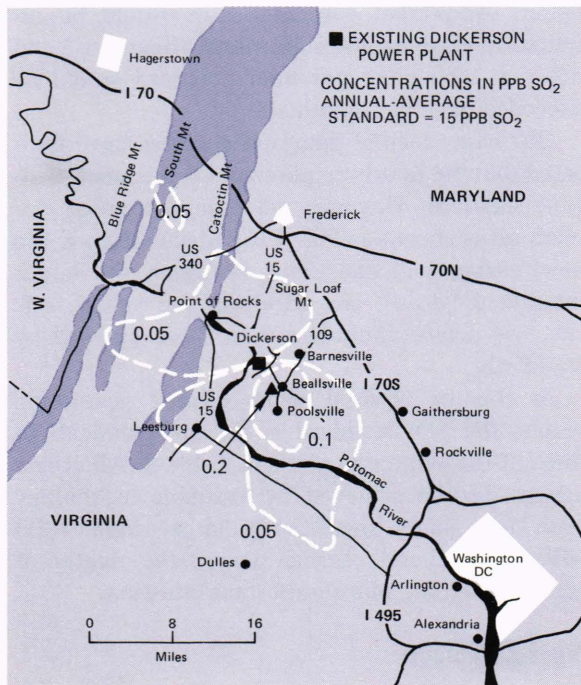 ■ EXISTING DICKERSON
POWER PLANT
CONCENTRATIONS IN PPB SO₂
ANNUAL-AVERAGE
STANDARD = 15 PPB SO₂
Hagerstown
I 70
South Mt
Blue Ridge Mt
Catoctin Mt
0.05
MARYLAND
W. VIRGINIA
Frederick
US
340
US
15
I 70N
Sugar Loaf
Mt
Point of Rocks
0.05
Dickerson
109
Barnesville
I 70S
Beallsville
US
15
Poolsville
Gaithersburg
Leesburg
0.1
Rockville
0.2
Potomac
River
VIRGINIA
0.05
Dulles
Washington
DC
Arlington
I 495
Alexandria
0 8 16
Miles